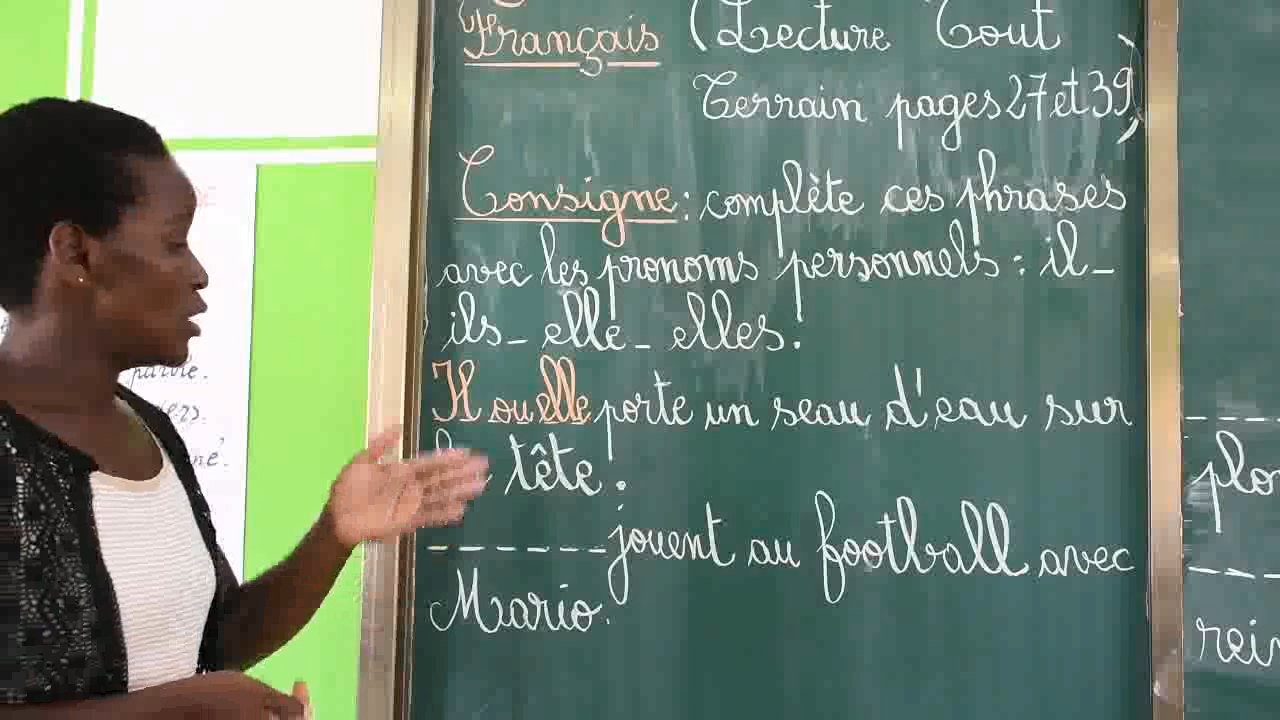 Français (Lecture Tout
Terrain pages 27 et 39)
Consigne : complète ces phrases
avec les pronoms personnels : il -
ils - elle - elles.
Il ou elle porte un seau d'eau sur
tête.
------- jouent au football avec
Mario.